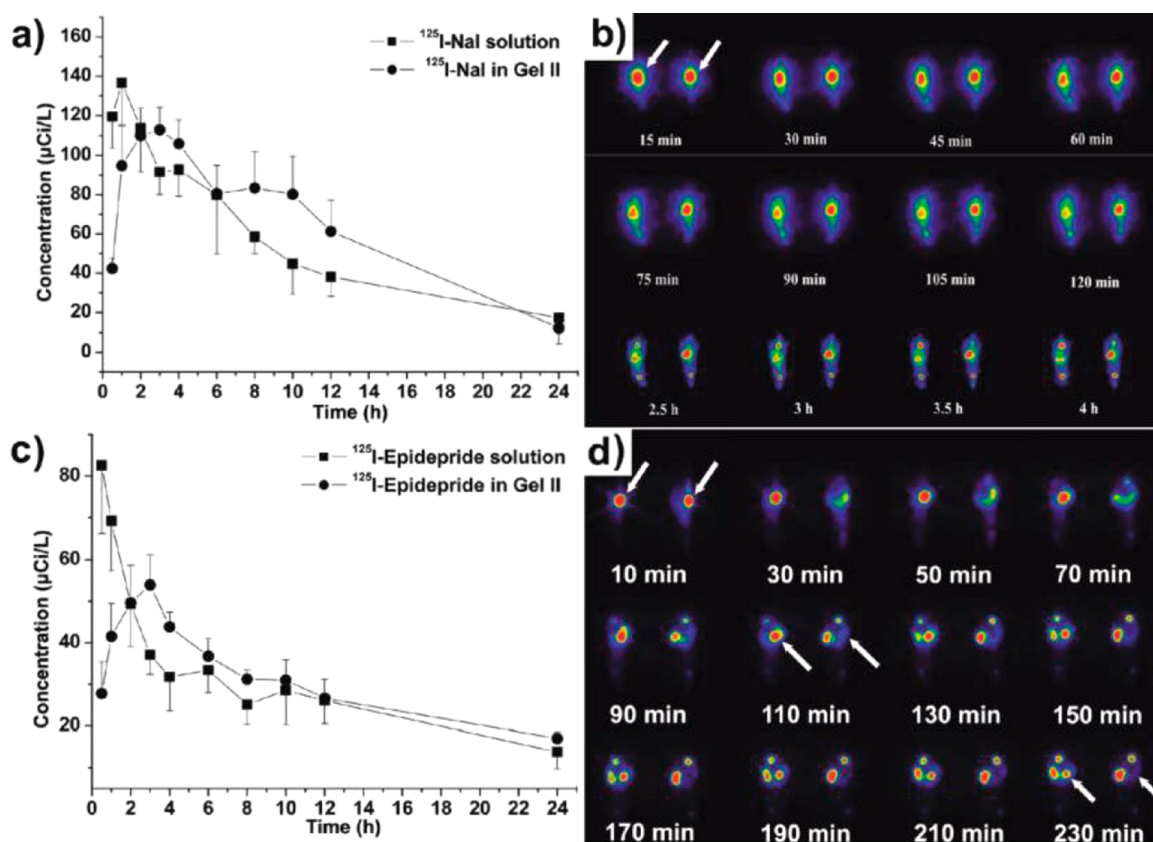 a)
160
140
120
100
80
60
40
20
0
Concentration (µCi/L)
¹²⁵I-NaI solution
¹²⁵I-NaI in Gel II
0 2 4 6 8 10 12 14 16 18 20 22 24
Time (h)
b)
15 min 30 min 45 min 60 min
75 min 90 min 105 min 120 min
2.5 h 3 h 3.5 h 4 h
c)
80
60
40
20
Concentration (µCi/L)
¹²⁵I-Epidepride solution
¹²⁵I-Epidepride in Gel II
0 2 4 6 8 10 12 14 16 18 20 22 24
Time (h)
d)
10 min 30 min 50 min 70 min
90 min 110 min 130 min 150 min
170 min 190 min 210 min 230 min